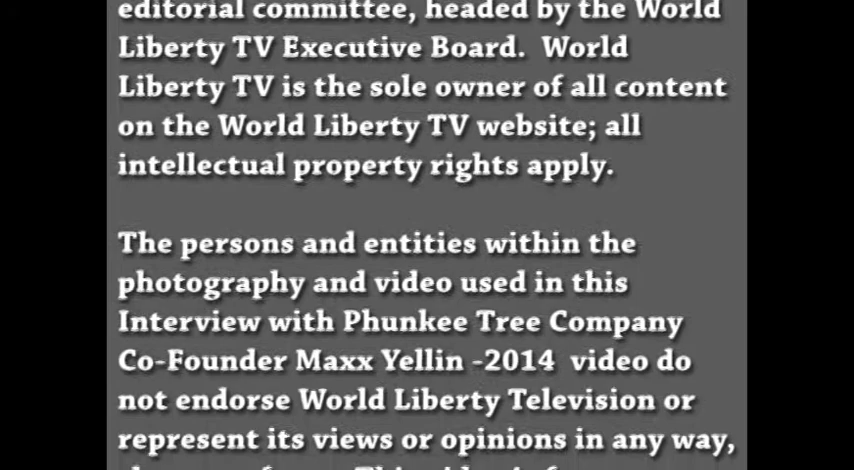 editorial committee, headed by the World
Liberty TV Executive Board. World
Liberty TV is the sole owner of all content
on the World Liberty TV website; all
intellectual property rights apply.
The persons and entities within the
photography and video used in this
Interview with Phunkee Tree Company
Co-Founder Maxx Yellin -2014 video do
not endorse World Liberty Television or
represent its views or opinions in any way,